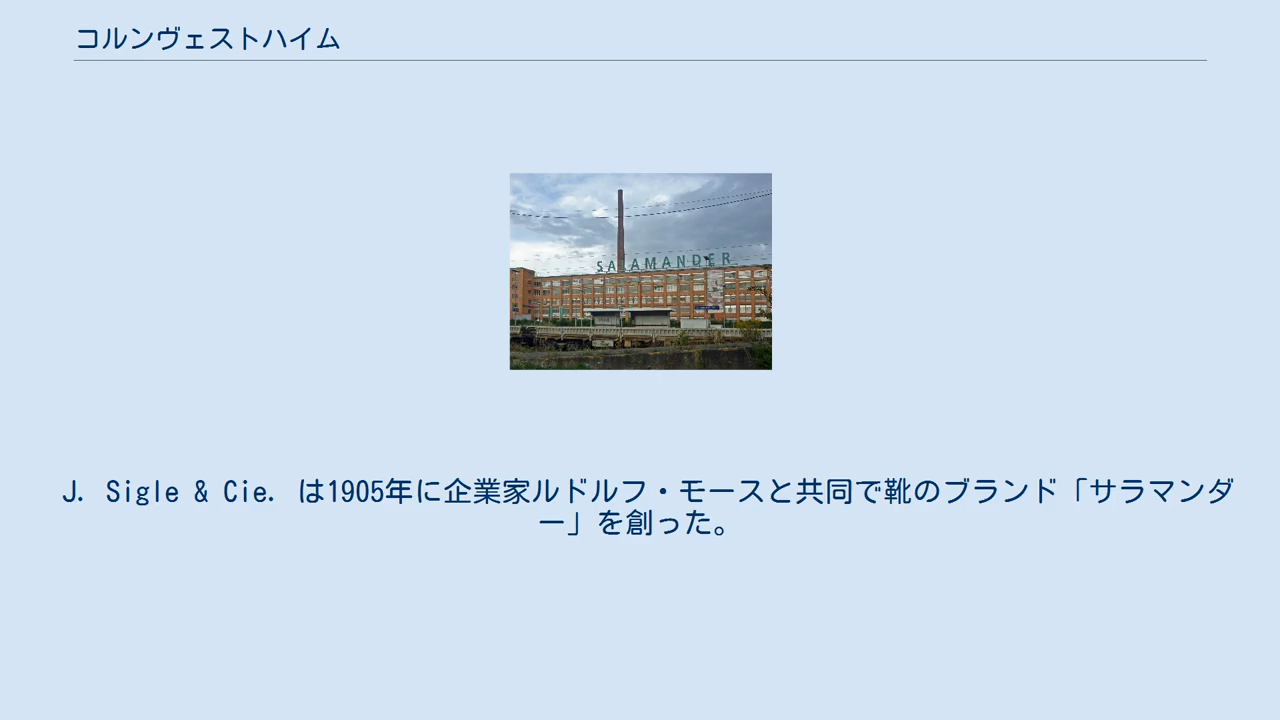 コルンヴェストハイム
SALAMANDER
J. Sigle & Cie. は1905年に企業家ルドルフ・モースと共同で靴のブランド「サラマンダ
ー」を創った。